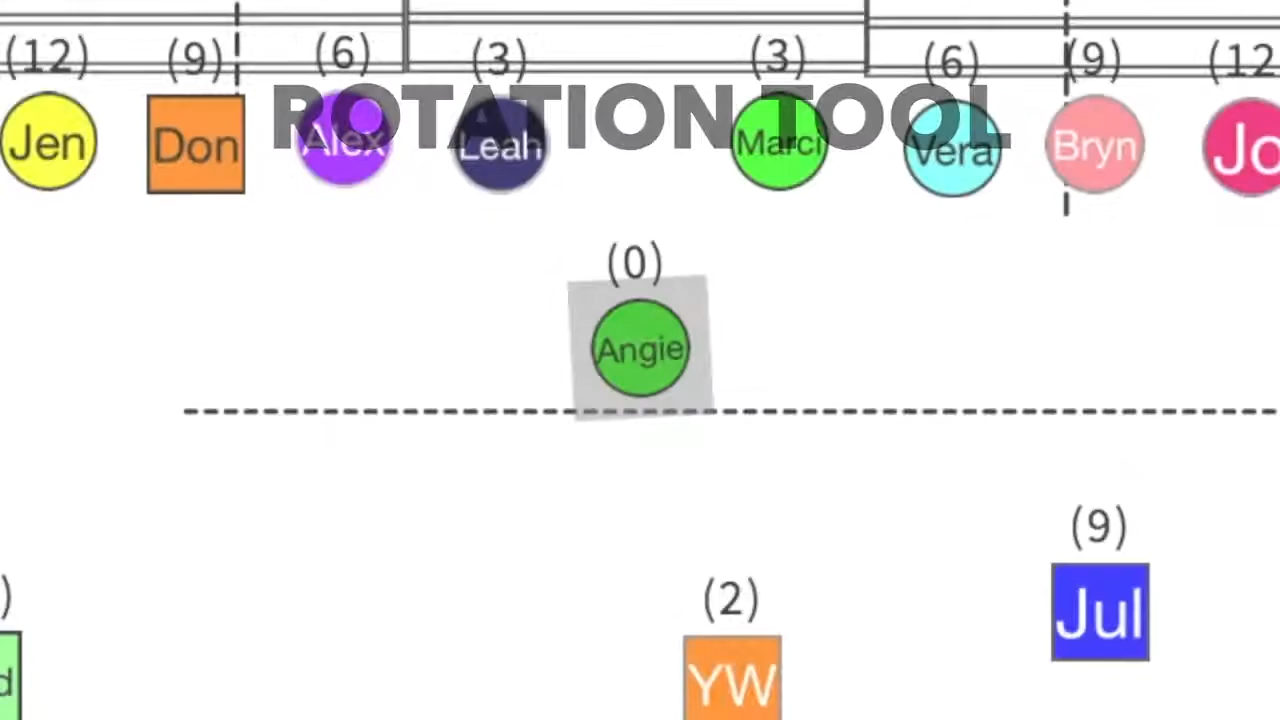 (12) (9) (6) (3) (3) (6) (9) (12
ROTATION TOOL
Jen Don Alex Leah Marci Vera Bryn Jo
(0)
Angie
(9)
Jul
(2)
YW
)
d